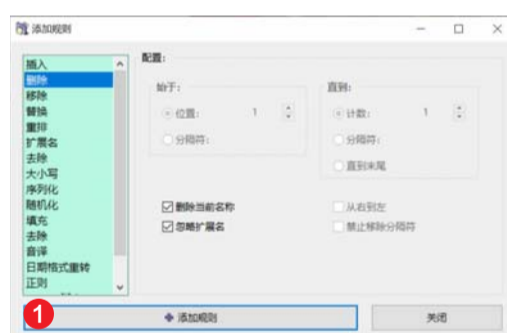 添加规则
配置:
插入
删除
移除
替换
重排
扩展名
去除
大小写
序列化
随机化
填充
去除
音译
日期格式重转
正则
始于:
位置: 1
分隔符:
直到:
计数: 1
分隔符:
直到末尾
删除当前名称
忽略扩展名
从右到左
禁止移除分隔符
1
添加规则
关闭